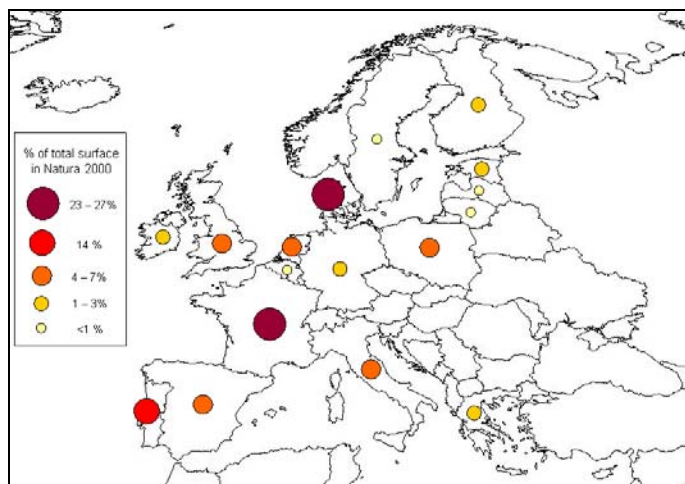 % of total surface
in Natura 2000
23 – 27%
14 %
4 – 7%
1 – 3%
<1 %